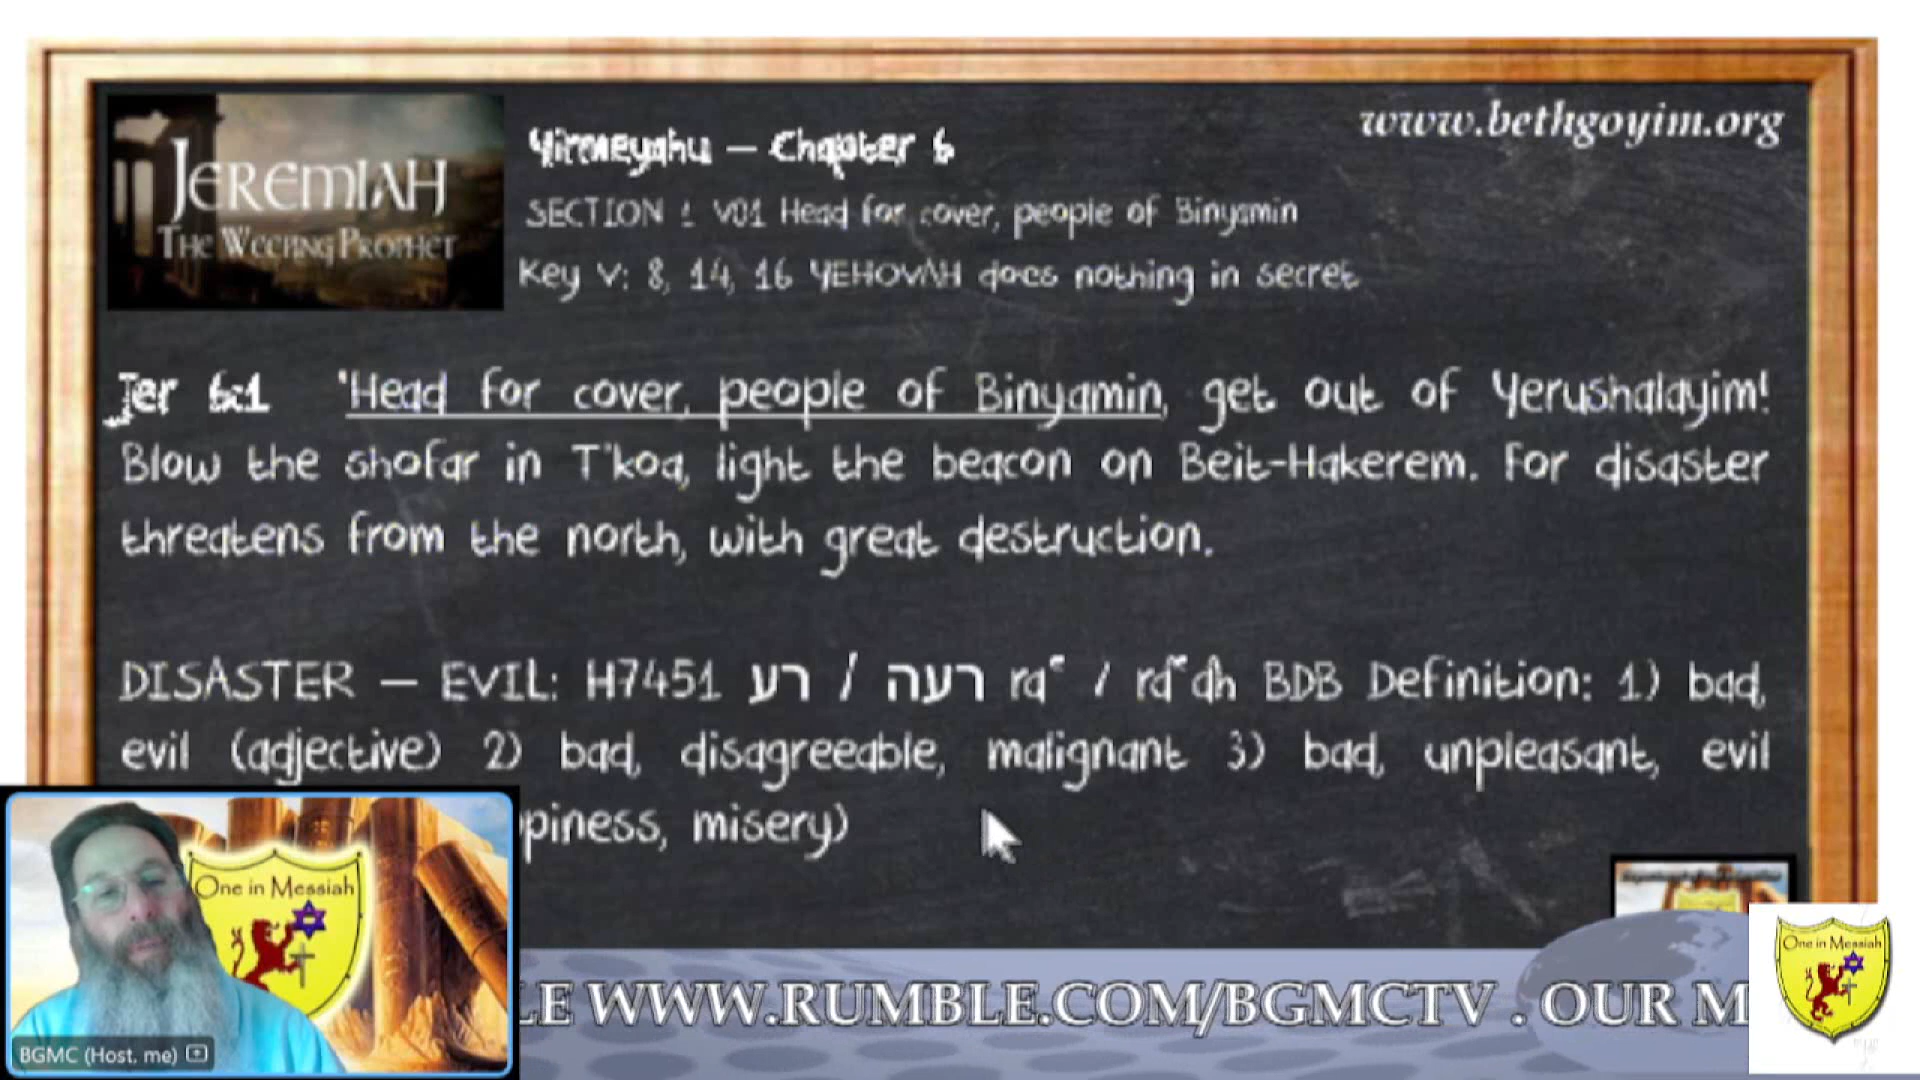 www.bethgoyim.org
JEREMIAH
THE WEEPING PROPHET
Yirmeyahu – Chapter 6
SECTION 1 V01 Head for cover, people of Binyamin
Key V: 8, 14, 16 YEHOVAH does nothing in secret
Jer 6:1 'Head for cover, people of Binyamin, get out of Yerushalayim!
Blow the shofar in T'koa, light the beacon on Beit-Hakerem. For disaster
threatens from the north, with great destruction.
DISASTER – EVIL: H7451 רע / רעה ra‛ / râ‛âh BDB Definition: 1) bad,
evil (adjective) 2) bad, disagreeable, malignant 3) bad, unpleasant, evil
ppiness, misery)
One in Messiah
BGMC (Host, me)
LE WWW.RUMBLE.COM/BGMCTV . OUR M
One in Messiah